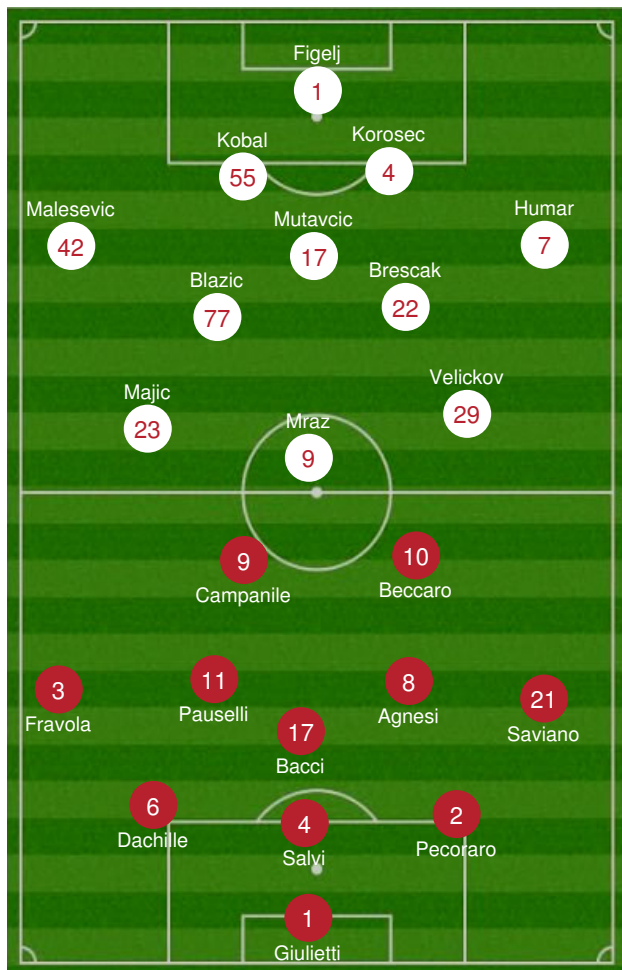 Figelj
1
Kobal
55
Korosec
4
Malesevic
42
Mutavcic
17
Humar
7
Blazic
77
Brescak
22
Majic
23
Mraz
9
Velickov
29
9
Campanile
10
Beccaro
3
Fravola
11
Pauselli
17
Bacci
8
Agnesi
21
Saviano
6
Dachille
4
Salvi
2
Pecoraro
1
Giulietti